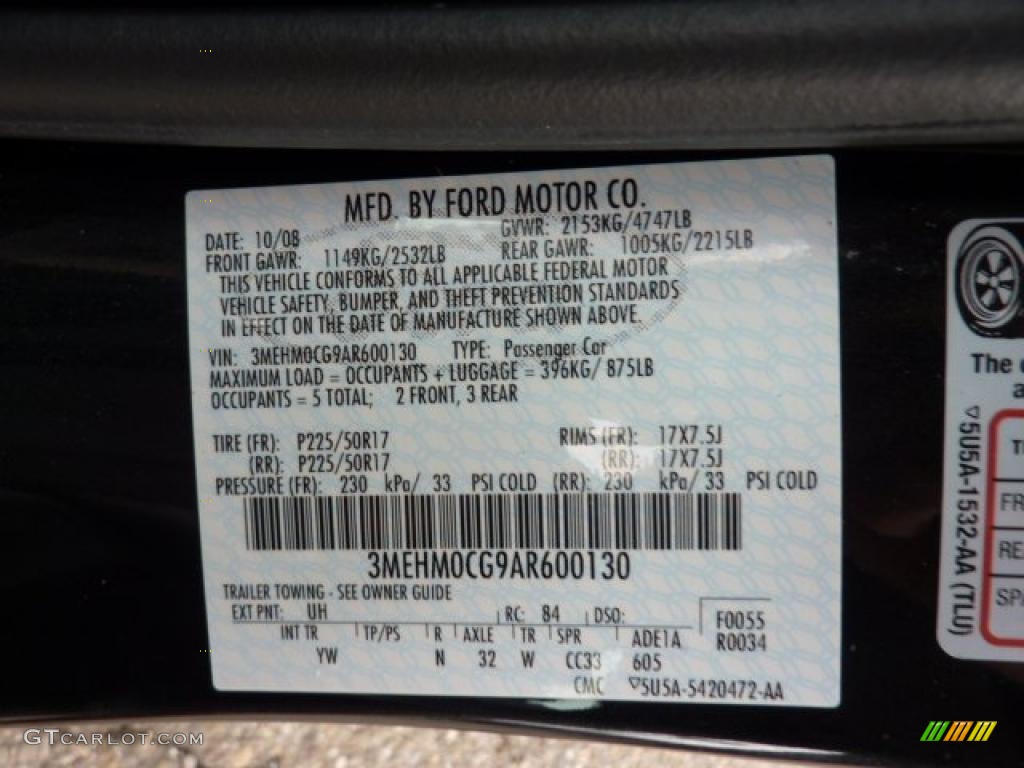 MFD. BY FORD MOTOR CO.
DATE: 10/08 GVWR: 2153KG/4747LB
FRONT GAWR: 1149KG/2532LB REAR GAWR: 1005KG/2215LB
THIS VEHICLE CONFORMS TO ALL APPLICABLE FEDERAL MOTOR
VEHICLE SAFETY, BUMPER, AND THEFT PREVENTION STANDARDS
IN EFFECT ON THE DATE OF MANUFACTURE SHOWN ABOVE.
VIN: 3MEHM0CG9AR600130 TYPE: Passenger Car
MAXIMUM LOAD = OCCUPANTS + LUGGAGE = 396KG/ 875LB
OCCUPANTS = 5 TOTAL; 2 FRONT, 3 REAR
TIRE (FR): P225/50R17 RIMS (FR): 17X7.5J
(RR): P225/50R17 (RR): 17X7.5J
PRESSURE (FR): 230 kPa/ 33 PSI COLD (RR): 230 kPa/ 33 PSI COLD
3MEHM0CG9AR600130
TRAILER TOWING - SEE OWNER GUIDE
EXT PNT: UH RC: 84 DSO: F0055
INT TR TP/PS R AXLE TR SPR ADE1A R0034
YW N 32 W CC33 605
CMC ▽5U5A-5420472-AA
The
▽5U5A-1532-AA (TLU)
FR
RE
SPA
GTCARLOT.COM